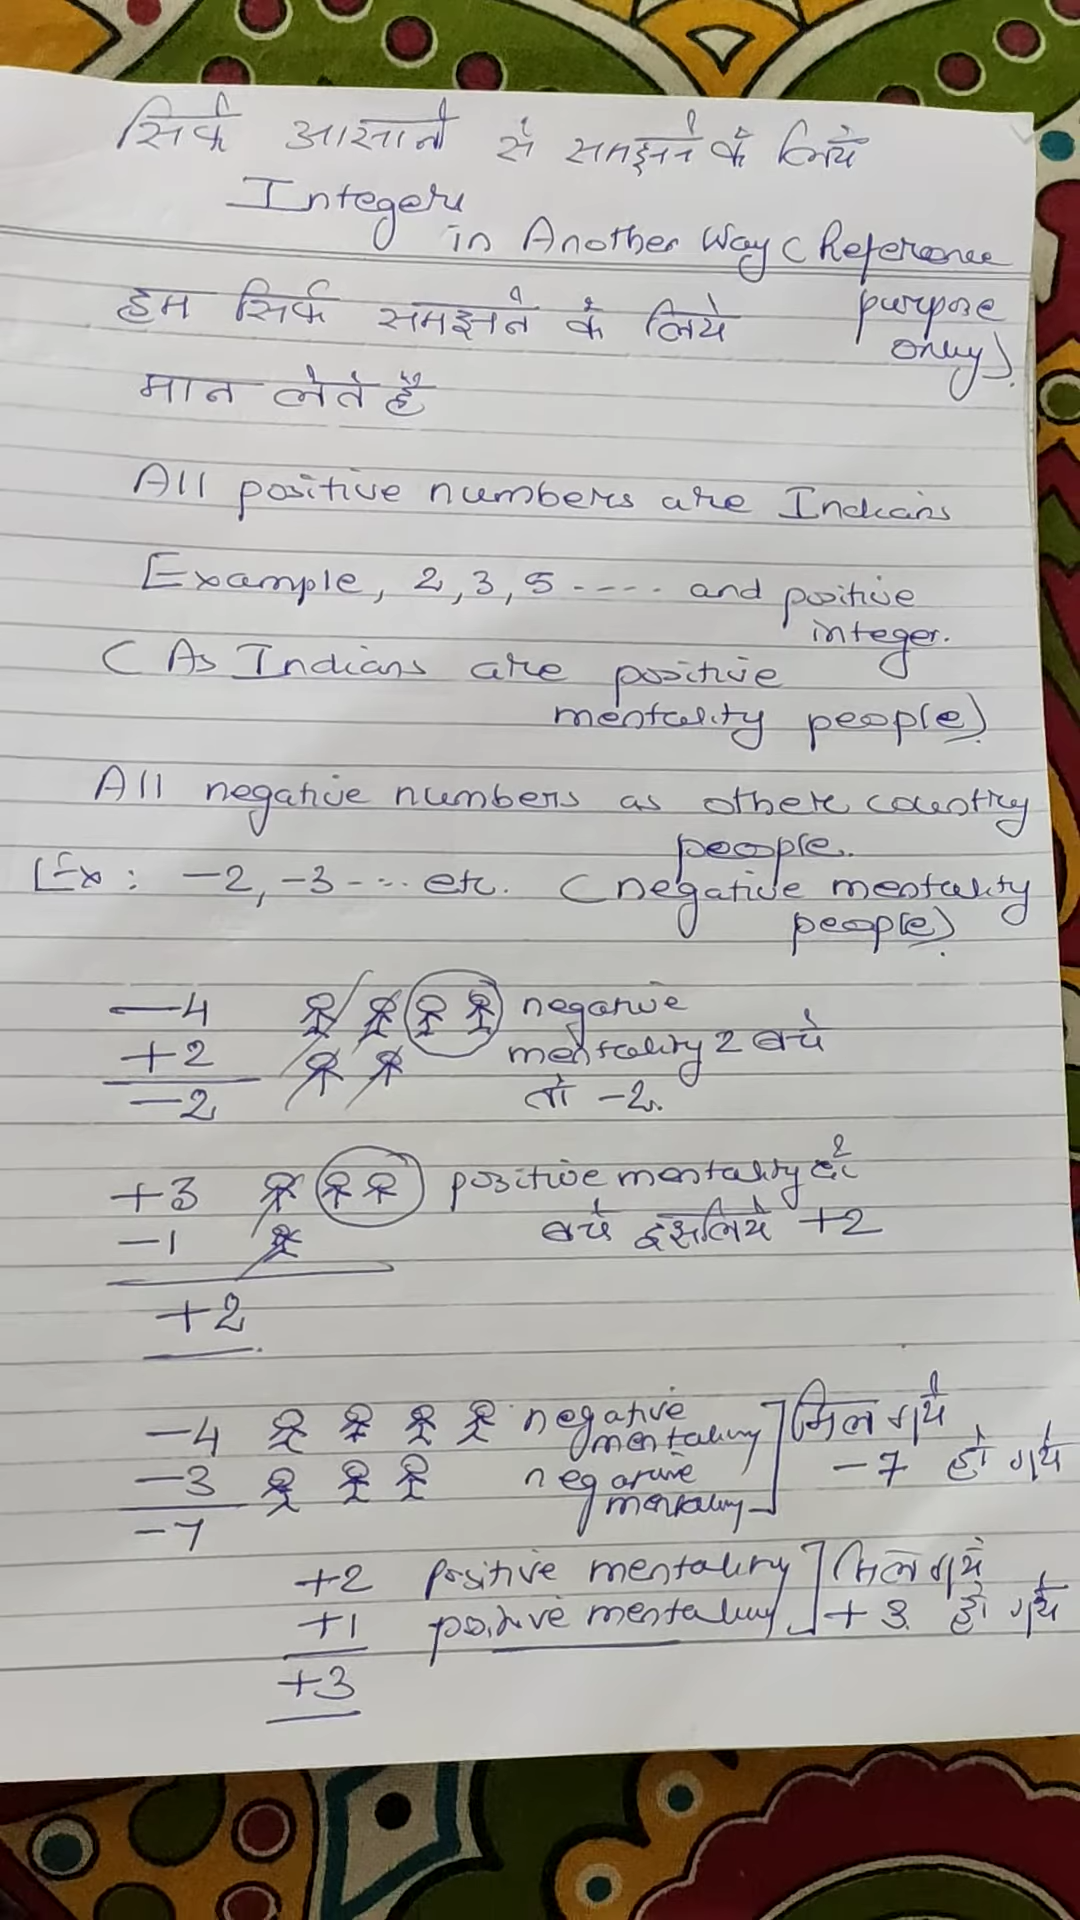 सिर्फ आसानी से समझने के लिये
Integers
in Another Way (Reference
purpose
only).
हम सिर्फ समझने के लिये
मान लेते हैं
All positive numbers are Indians
Example, 2, 3, 5 ---- and positive
integer.
(As Indians are positive
mentality people).
All negative numbers as other country
people.
Ex: -2, -3 --- etc. (negative mentality
people).
-4 negative
+2 mentality 2 बचे
-2 तो -2.
+3 positive mentality के 2
-1 बचे इसलिये +2
+2
-4 negative mentality मिल गये
-3 negative mentality -7 हो गये
-7
+2 Positive mentality मिल गये
+1 positive mentality +3 हो गये
+3